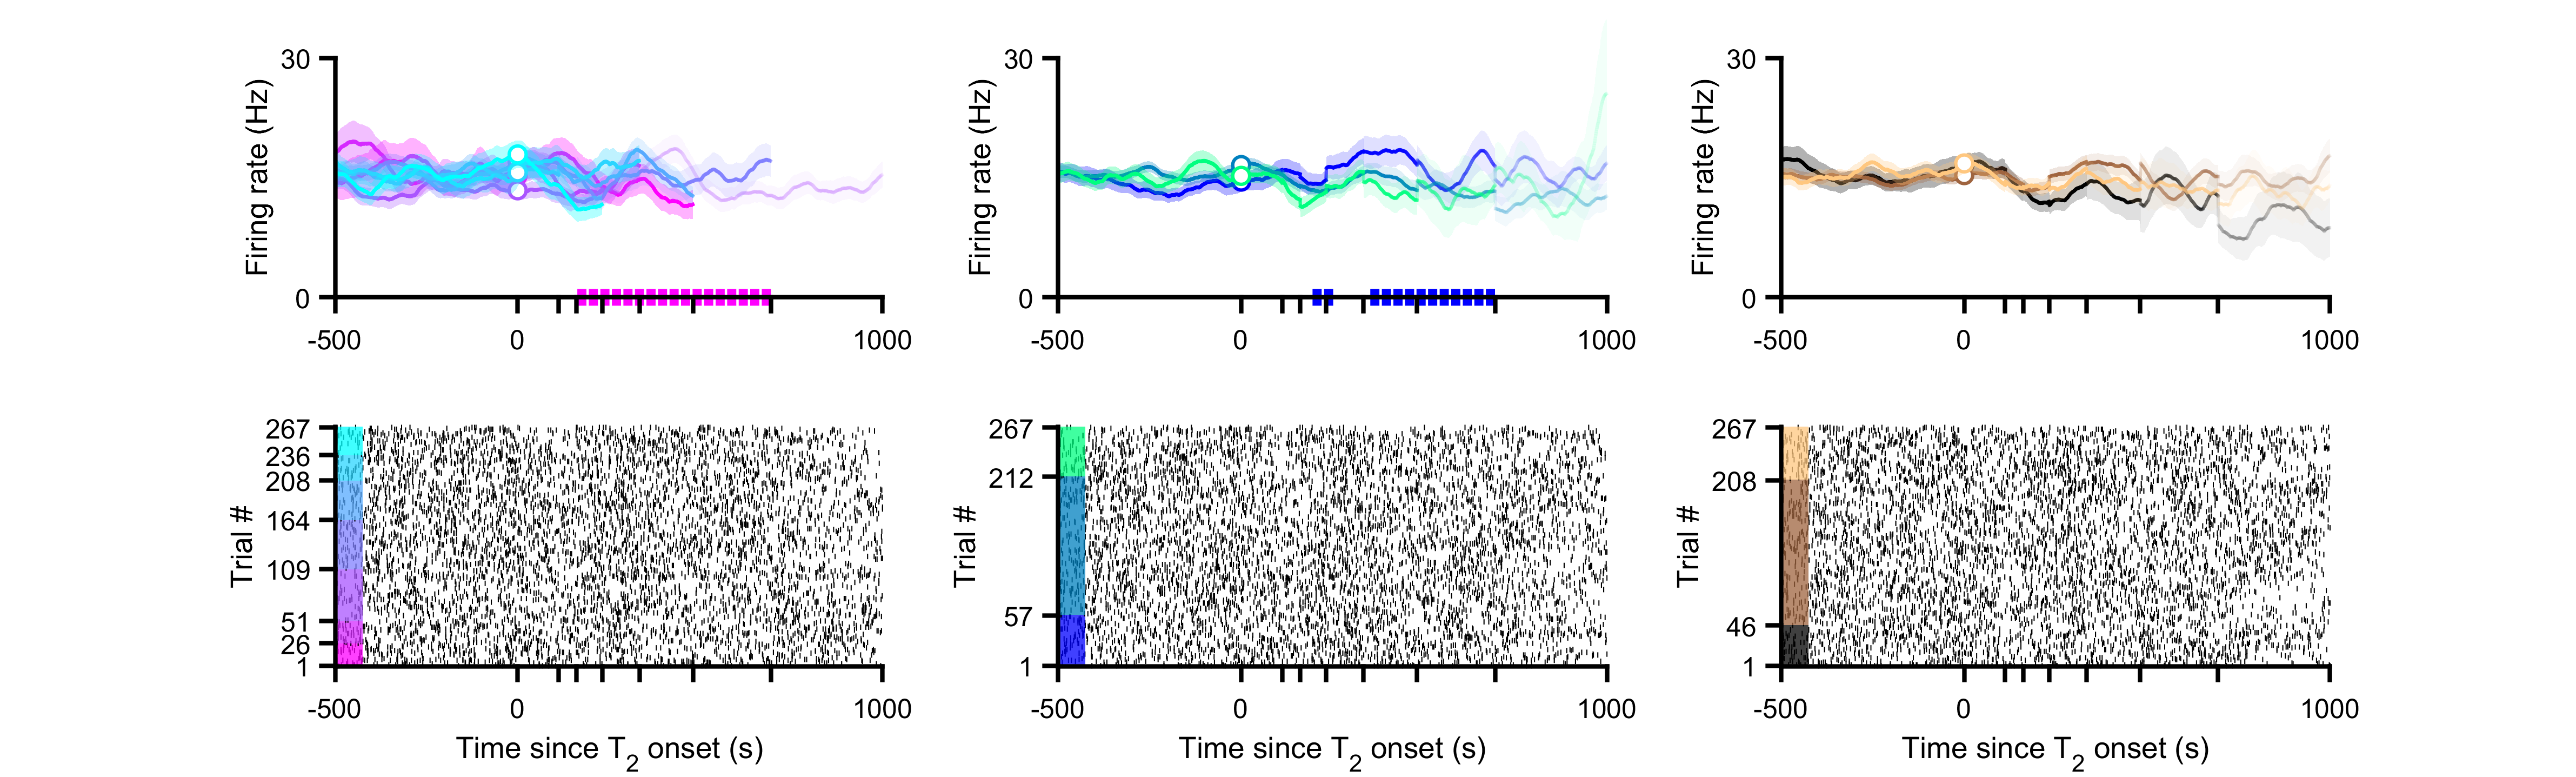 30
Firing rate (Hz)
0
-500 0 1000
30
Firing rate (Hz)
0
-500 0 1000
30
Firing rate (Hz)
0
-500 0 1000
267
236
208
164
109
51
26
1
Trial #
-500 0 1000
Time since T2 onset (s)
267
212
57
1
Trial #
-500 0 1000
Time since T2 onset (s)
267
208
46
1
Trial #
-500 0 1000
Time since T2 onset (s)